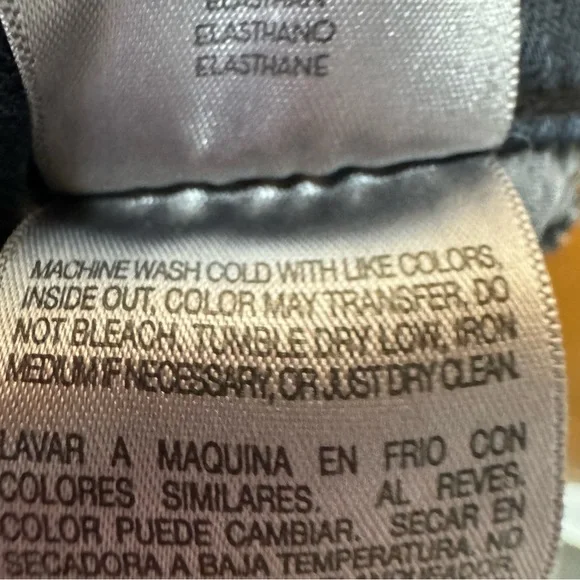 ELASTHAN
ELASTHANO
ELASTHANE
MACHINE WASH COLD WITH LIKE COLORS,
INSIDE OUT. COLOR MAY TRANSFER, DO
NOT BLEACH, TUMBLE DRY LOW, IRON
MEDIUM IF NECESSARY, OR JUST DRY CLEAN.
LAVAR A MAQUINA EN FRIO CON
COLORES SIMILARES. AL REVES.
COLOR PUEDE CAMBIAR. SECAR EN
SECADORA A BAJA TEMPERATURA. NO